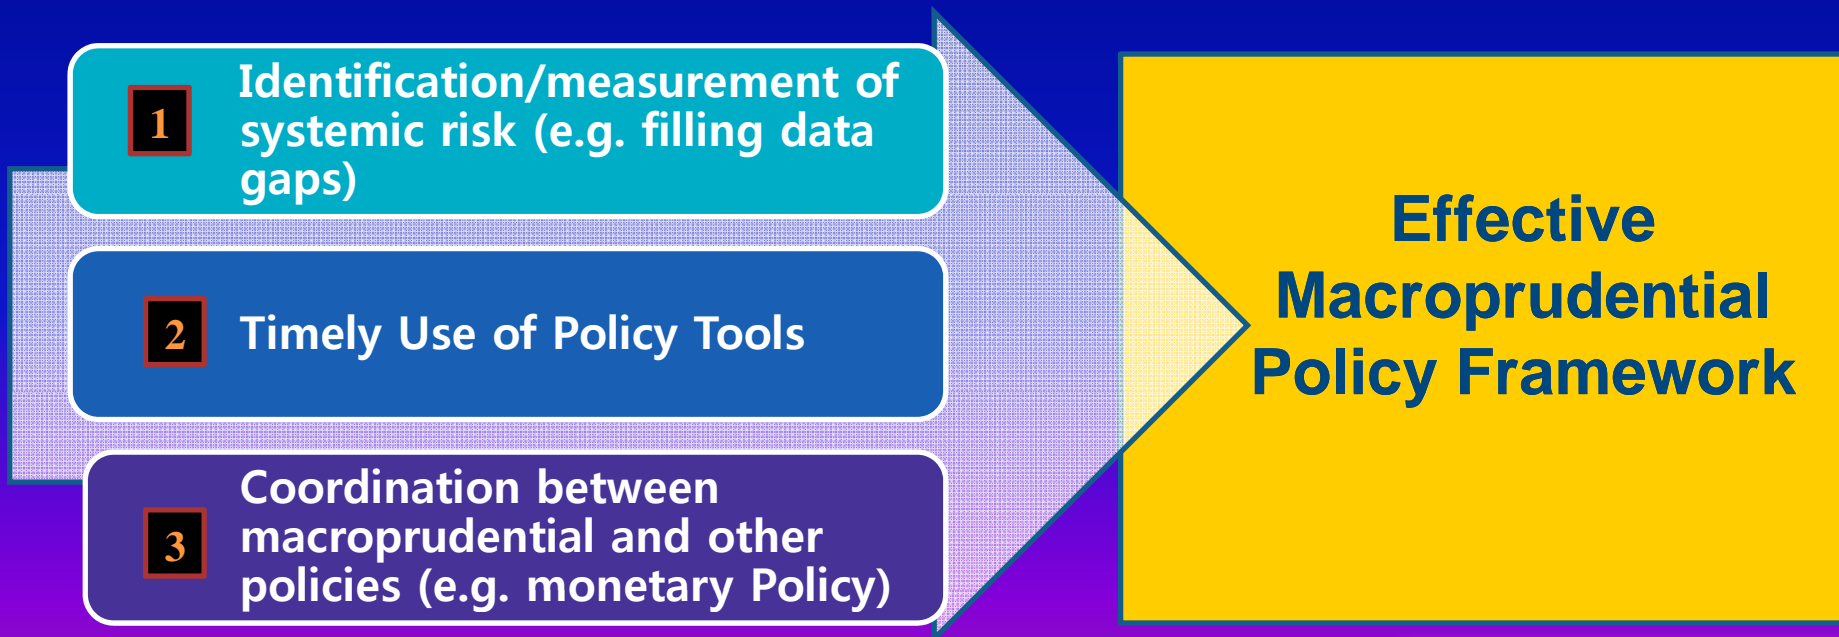 1
Identification/measurement of
systemic risk (e.g. filling data
gaps)
2
Timely Use of Policy Tools
3
Coordination between
macroprudential and other
policies (e.g. monetary Policy)
Effective
Macroprudential
Policy Framework